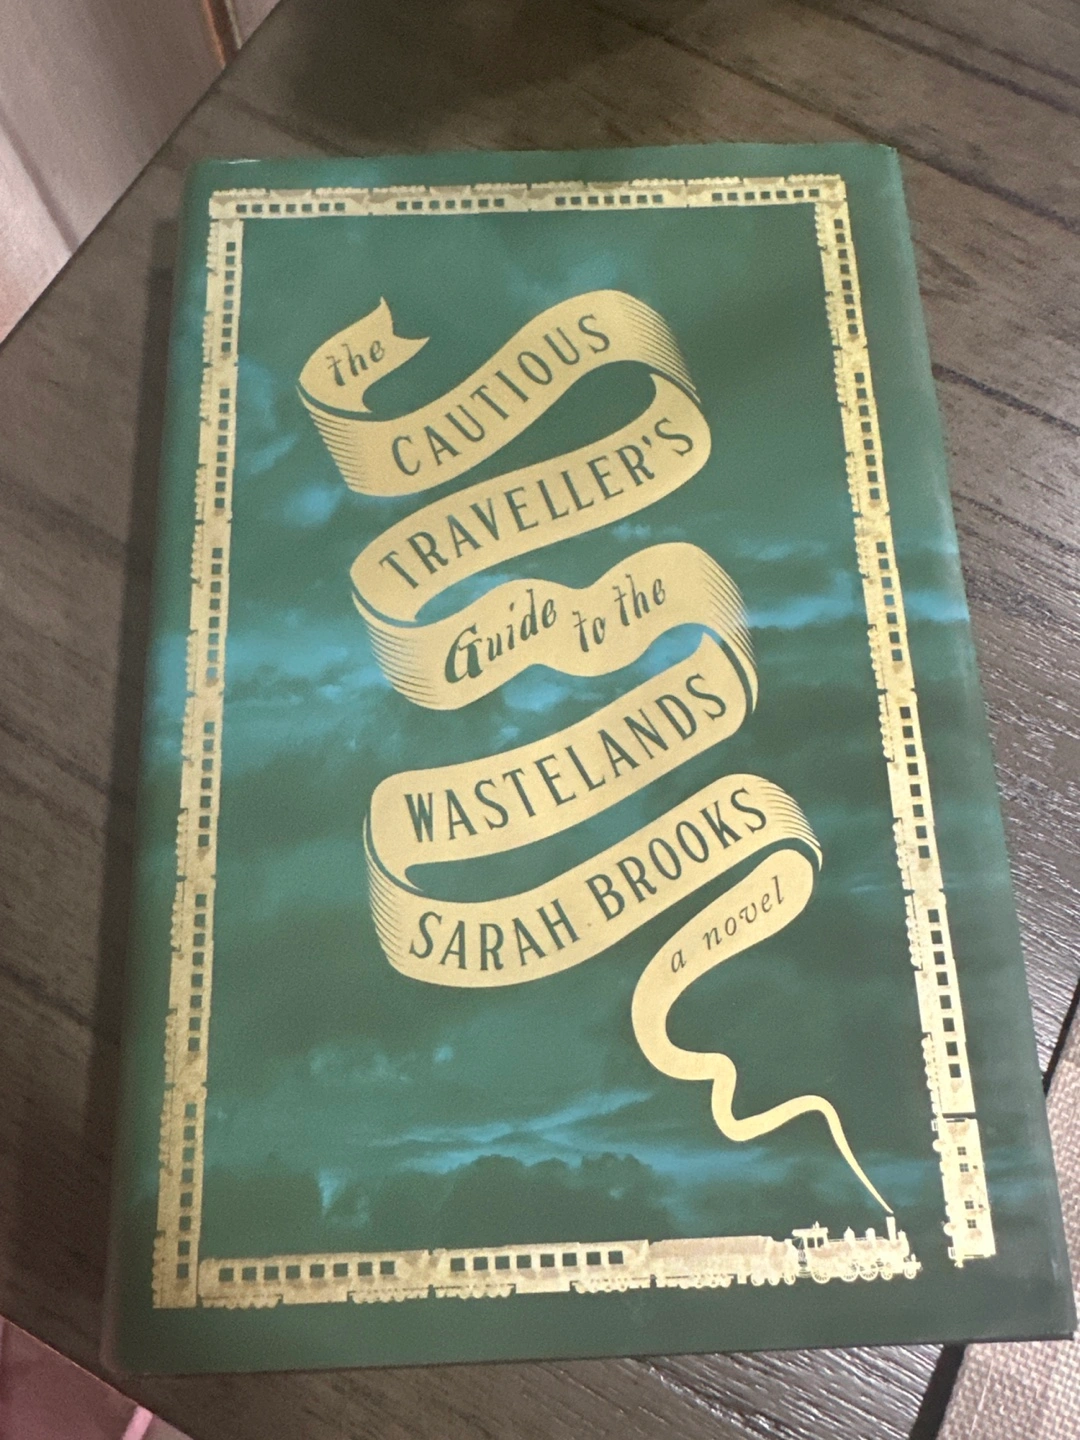 the
CAUTIOUS
TRAVELLER'S
Guide to the
WASTELANDS
SARAH BROOKS
a novel